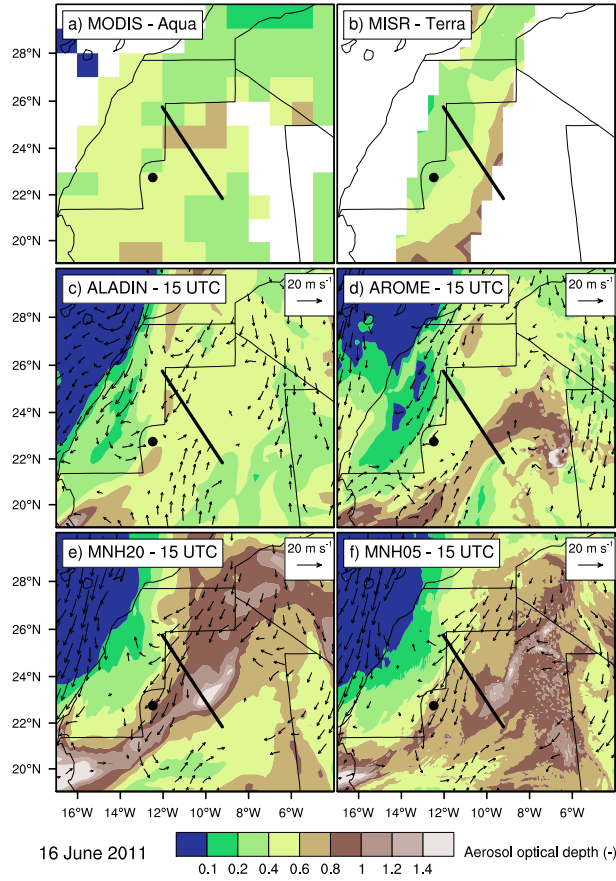 a) MODIS - Aqua
b) MISR - Terra
28°N
26°N
24°N
22°N
20°N
c) ALADIN - 15 UTC
20 m s⁻¹
d) AROME - 15 UTC
20 m s⁻¹
28°N
26°N
24°N
22°N
20°N
e) MNH20 - 15 UTC
20 m s⁻¹
f) MNH05 - 15 UTC
20 m s⁻¹
28°N
26°N
24°N
22°N
20°N
16°W 14°W 12°W 10°W 8°W 6°W 16°W 14°W 12°W 10°W 8°W 6°W
16 June 2011
Aerosol optical depth (-)
0.1 0.2 0.4 0.6 0.8 1 1.2 1.4